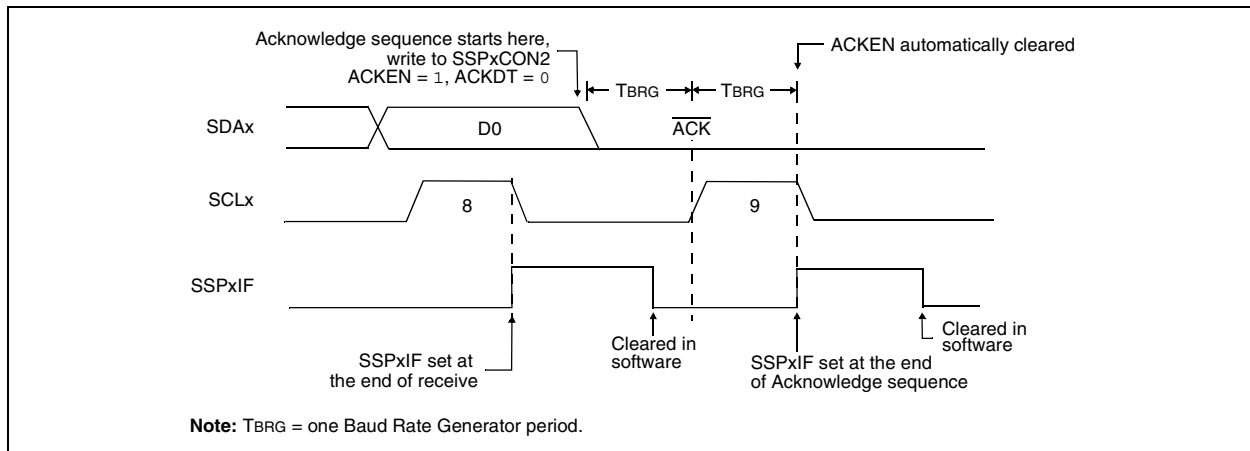 Acknowledge sequence starts here,
write to SSPxCON2
ACKEN = 1, ACKDT = 0
ACKEN automatically cleared
TBRG
TBRG
SDAx
D0
ACK
SCLx
8
9
SSPxIF
SSPxIF set at
the end of receive
Cleared in
software
SSPxIF set at the end
of Acknowledge sequence
Cleared in
software
Note: TBRG = one Baud Rate Generator period.